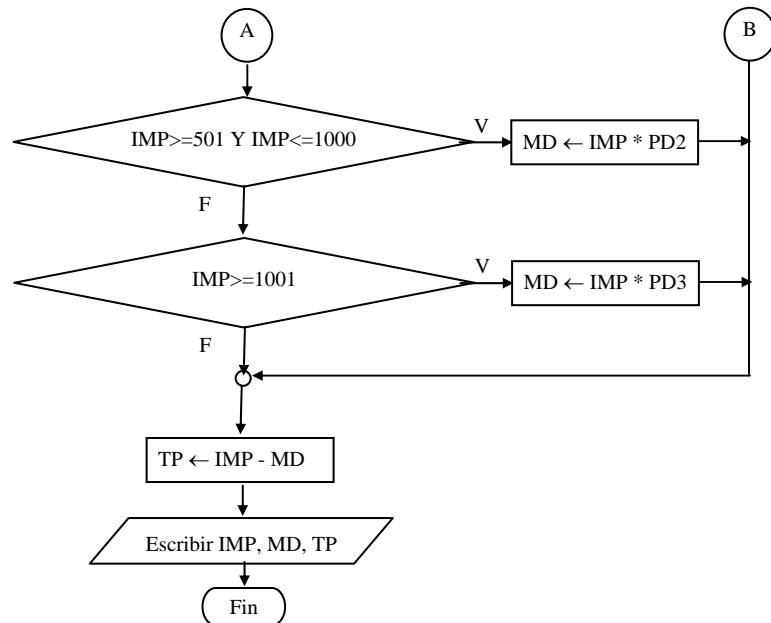 A
B
IMP>=501 Y IMP<=1000
V
MD ← IMP * PD2
F
IMP>=1001
V
MD ← IMP * PD3
F
TP ← IMP - MD
Escribir IMP, MD, TP
Fin